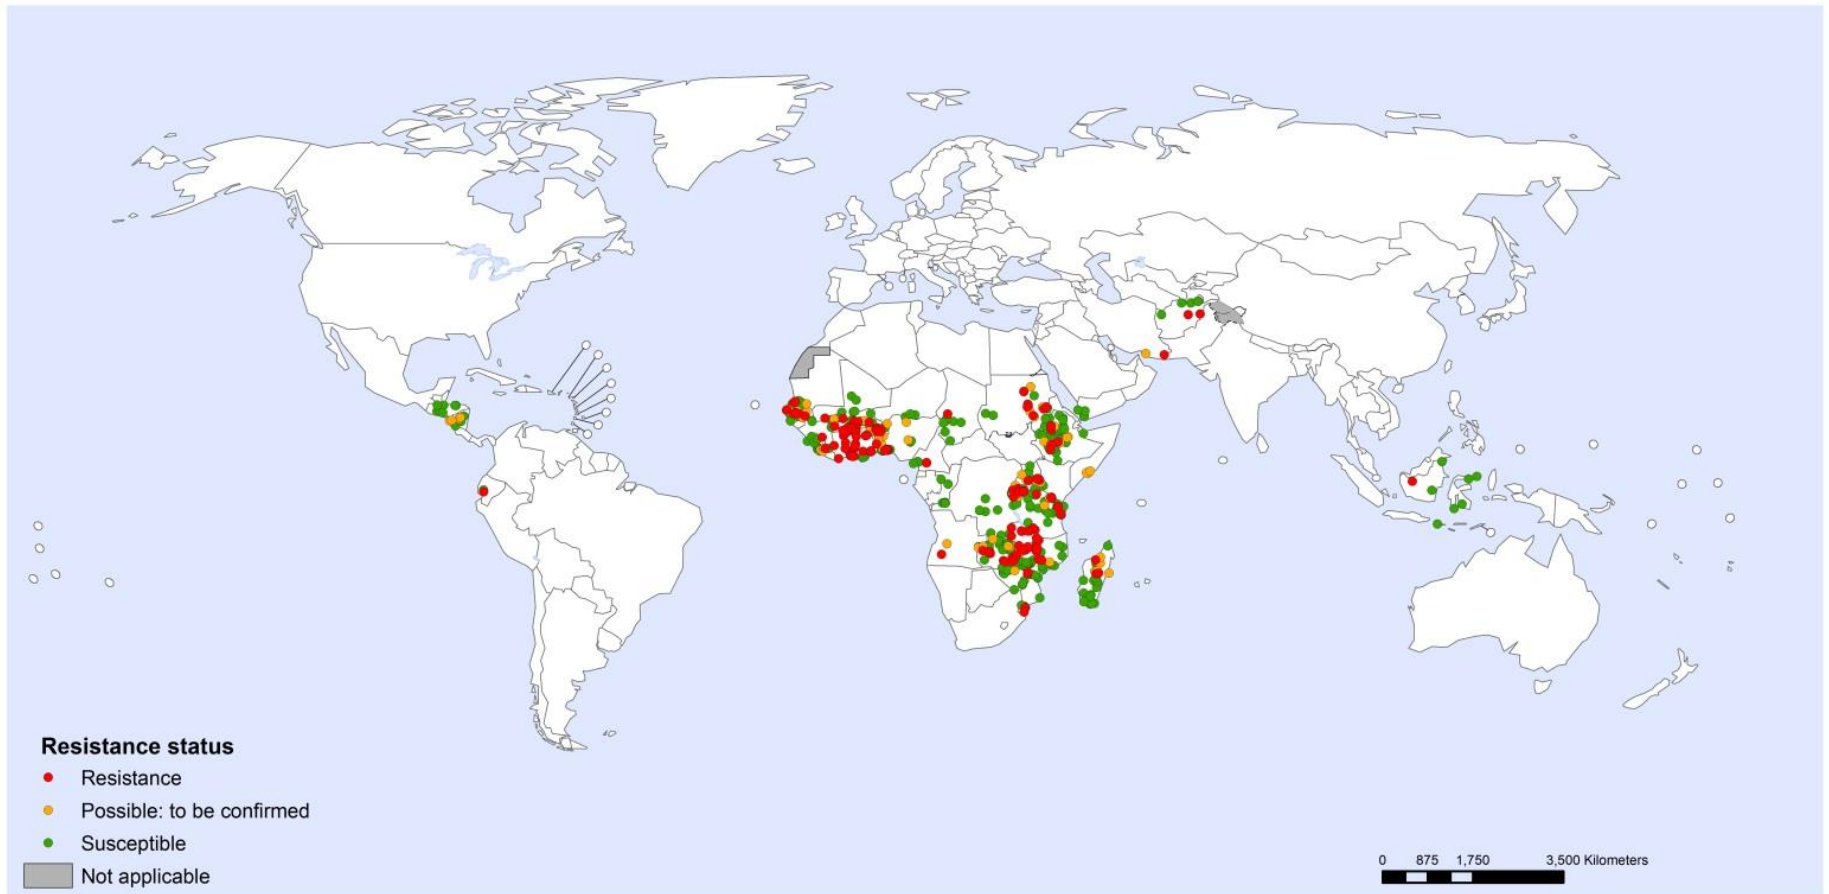 Resistance status
Resistance
Possible: to be confirmed
Susceptible
Not applicable
0 875 1,750 3,500 Kilometers